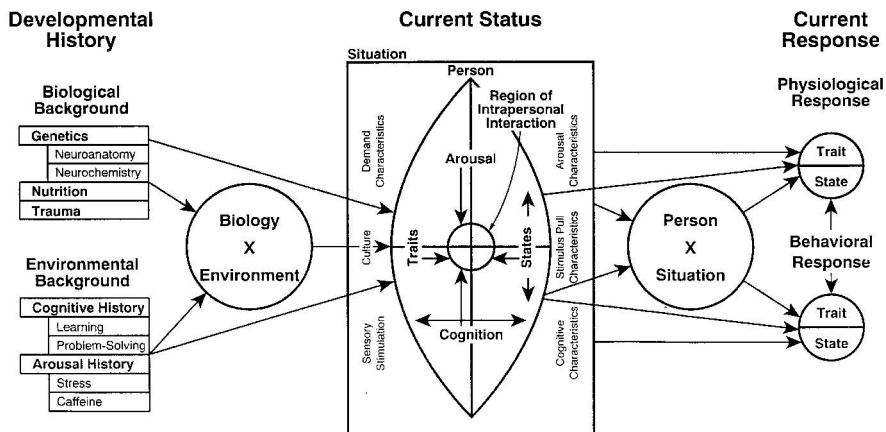 Developmental
History
Biological
Background
Genetics
Neuroanatomy
Neurochemistry
Nutrition
Trauma
Environmental
Background
Cognitive History
Learning
Problem-Solving
Arousal History
Stress
Caffeine
Biology
X
Environment
Current Status
Situation
Person
Region of
Intrapersonal
Interaction
Demand
Characteristics
Culture
Sensory
Stimulation
Traits
Arousal
Cognition
States
Arousal
Characteristics
Stimulus Pull
Characteristics
Cognitive
Characteristics
Person
X
Situation
Current
Response
Physiological
Response
Trait
State
Behavioral
Response
Trait
State